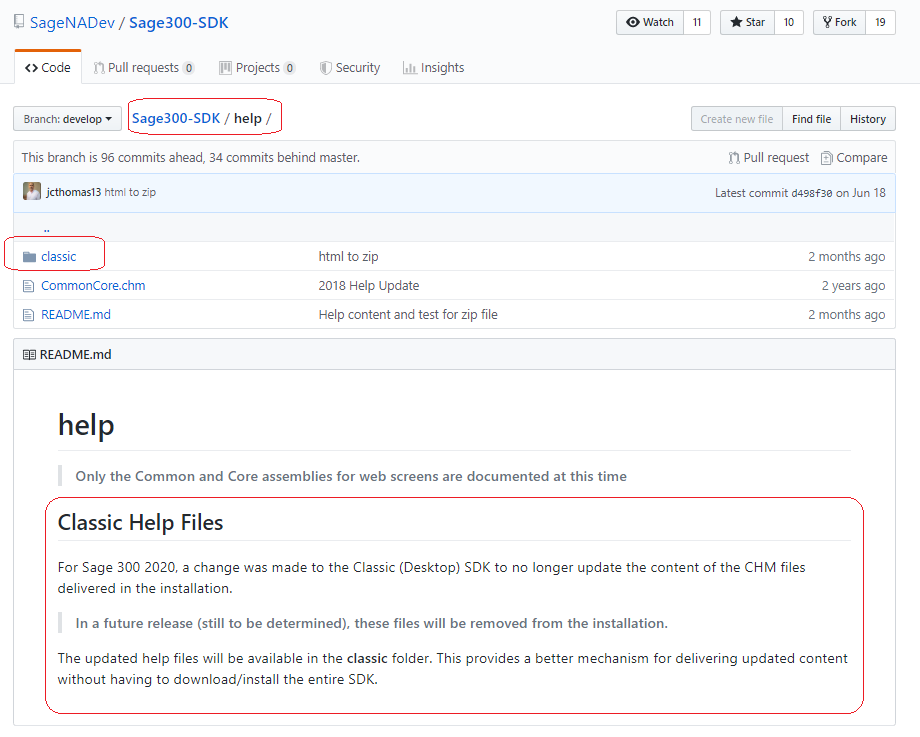 SageNADev / Sage300-SDK Watch 11 Star 10 Fork 19
Code Pull requests 0 Projects 0 Security Insights
Branch: develop Sage300-SDK / help / Create new file Find file History
This branch is 96 commits ahead, 34 commits behind master. Pull request Compare
jcthomas13 html to zip Latest commit d498f30 on Jun 18
..
classic html to zip 2 months ago
CommonCore.chm 2018 Help Update 2 years ago
README.md Help content and test for zip file 2 months ago
README.md
help
Only the Common and Core assemblies for web screens are documented at this time
Classic Help Files
For Sage 300 2020, a change was made to the Classic (Desktop) SDK to no longer update the content of the CHM files
delivered in the installation.
In a future release (still to be determined), these files will be removed from the installation.
The updated help files will be available in the classic folder. This provides a better mechanism for delivering updated content
without having to download/install the entire SDK.